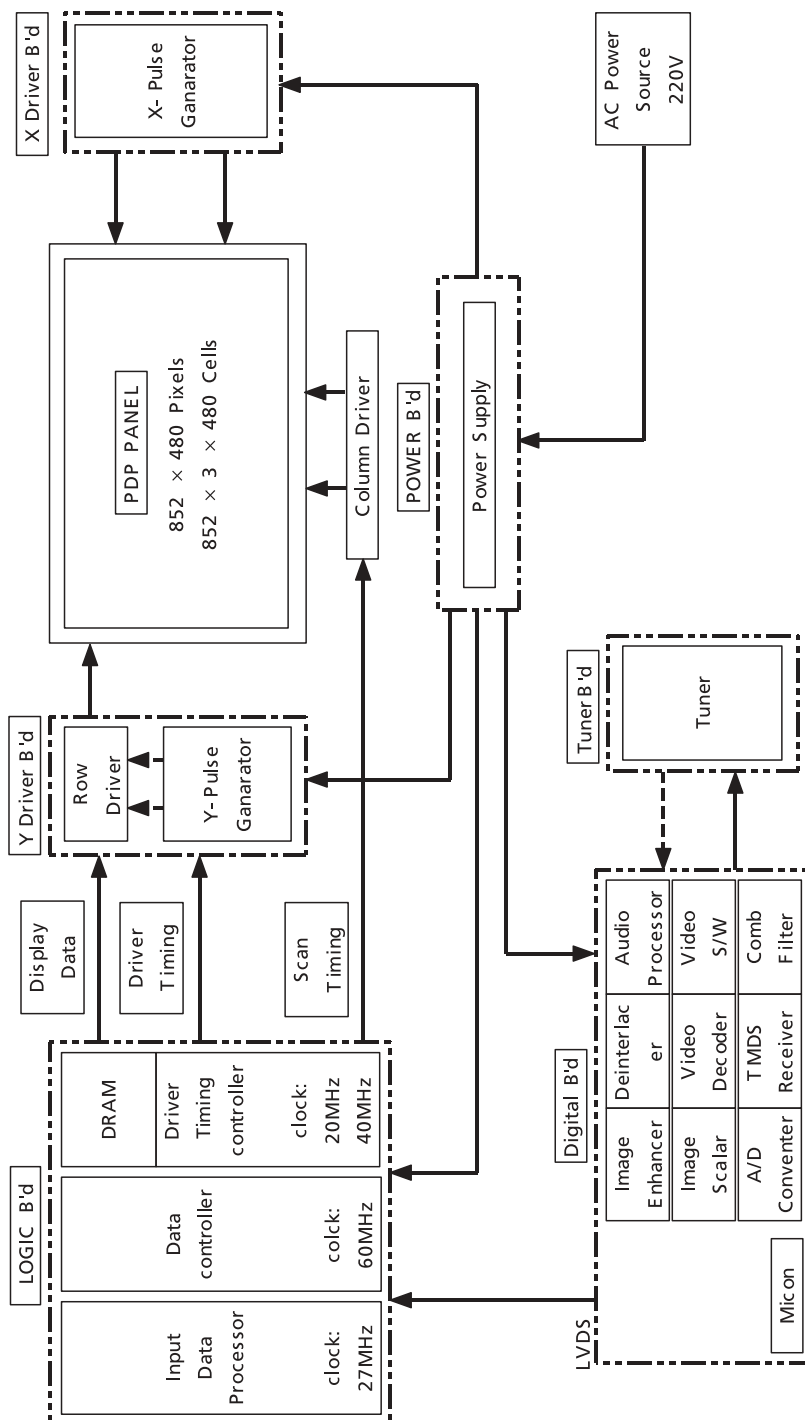 LOGIC B'd
Input
Data
Processor
clock:
27MHz
Data
controller
colck:
60MHz
DRAM
Driver
Timing
controller
clock:
20MHz
40MHz
Display
Data
Driver
Timing
Scan
Timing
Y Driver B'd
Row
Driver
Y- Pulse
Ganarator
PDP PANEL
852 × 480 Pixels
852 × 3 × 480 Cells
Column Driver
X Driver B'd
X- Pulse
Ganarator
POWER B'd
Power Supply
AC Power
Source
220V
LVDS
Digital B'd
Micon
Image
Enhancer
Deinterlac
er
Audio
Processor
Image
Scalar
Video
Decoder
Video
S/W
A/D
Conventer
TMDS
Receiver
Comb
Filter
Tuner B'd
Tuner